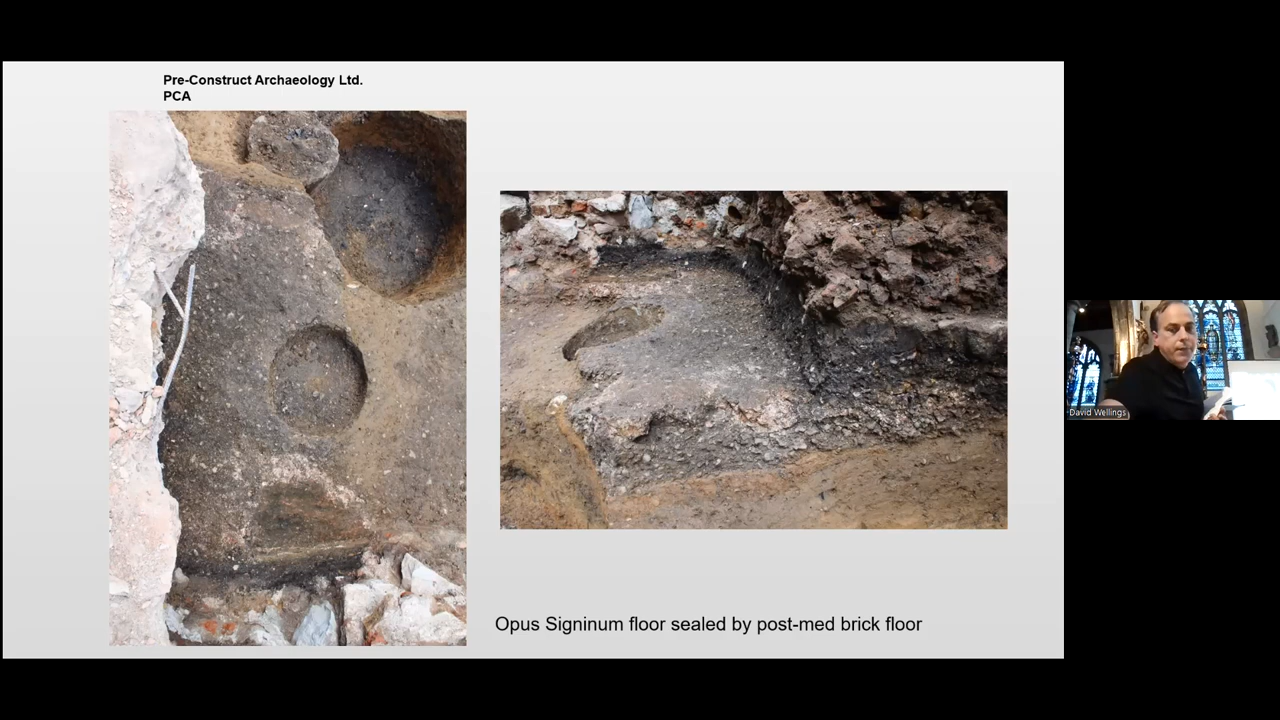 Pre-Construct Archaeology Ltd.
PCA
Opus Signinum floor sealed by post-med brick floor
David Wellings